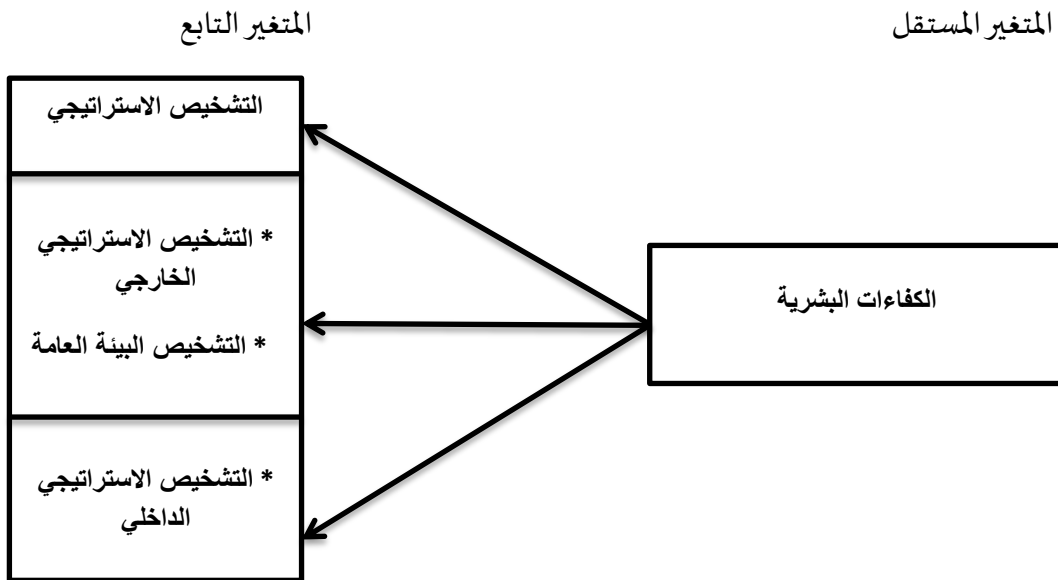 المتغير المستقل
المتغير التابع
الكفاءات البشرية
التشخيص الاستراتيجي
* التشخيص الاستراتيجي
الخارجي
* التشخيص البيئة العامة
* التشخيص الاستراتيجي
الداخلي